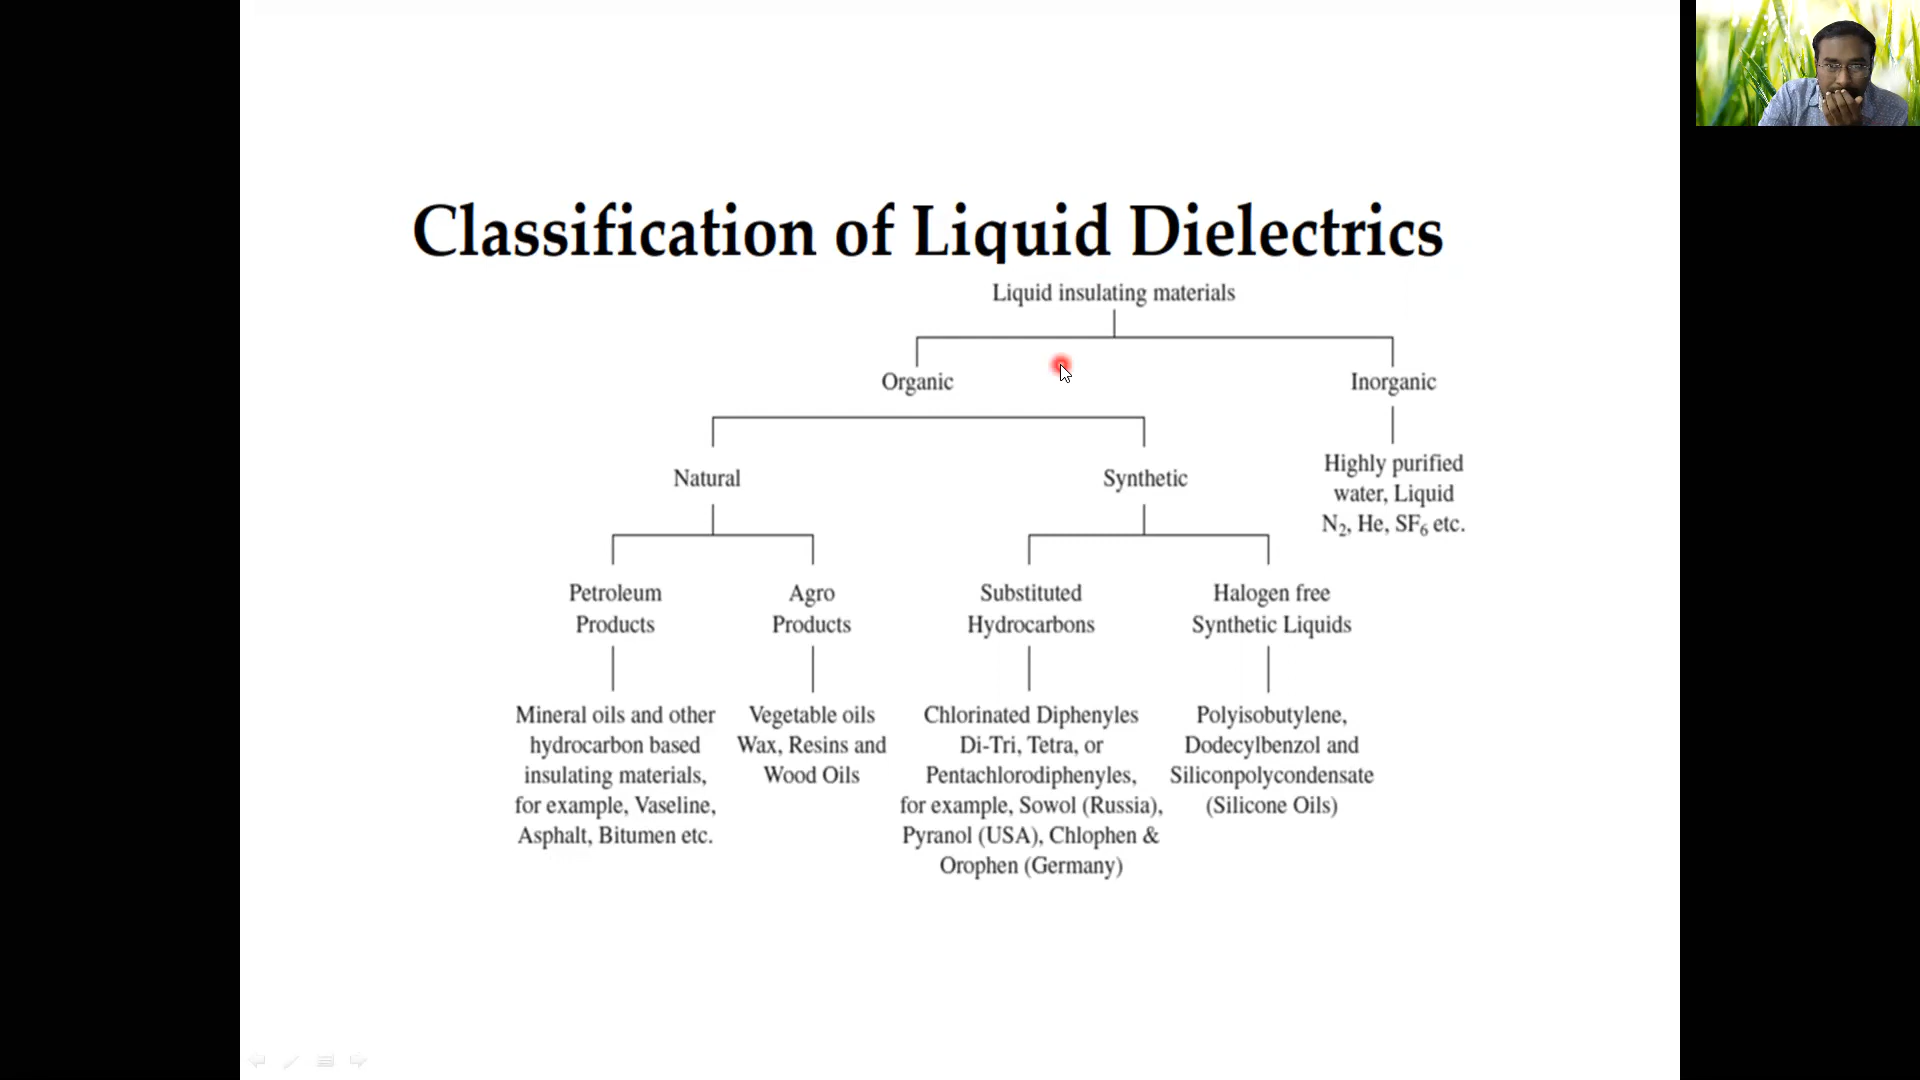 Classification of Liquid Dielectrics
Liquid insulating materials
Organic
Inorganic
Natural
Synthetic
Highly purified
water, Liquid
N₂, He, SF₆ etc.
Petroleum
Products
Agro
Products
Substituted
Hydrocarbons
Halogen free
Synthetic Liquids
Mineral oils and other
hydrocarbon based
insulating materials,
for example, Vaseline,
Asphalt, Bitumen etc.
Vegetable oils
Wax, Resins and
Wood Oils
Chlorinated Diphenyles
Di-Tri, Tetra, or
Pentachlorodiphenyles,
for example, Sowol (Russia),
Pyranol (USA), Chlophen &
Orophen (Germany)
Polyisobutylene,
Dodecylbenzol and
Siliconpolycondensate
(Silicone Oils)